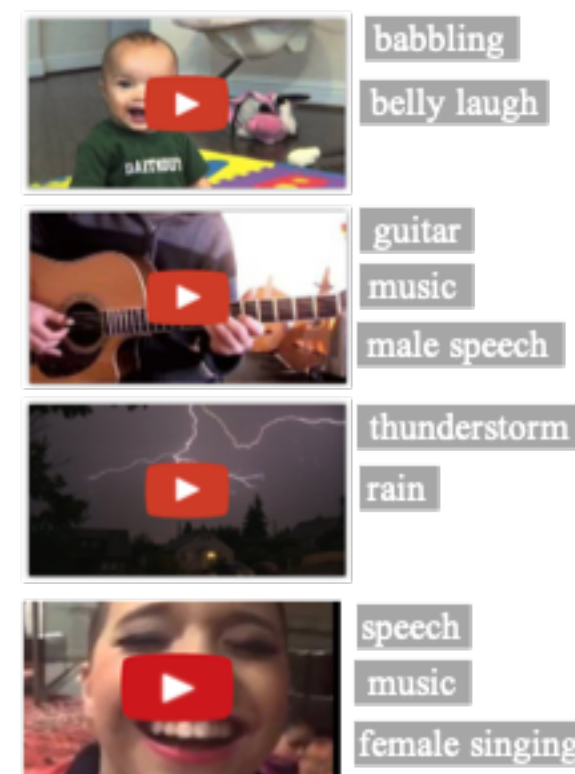 babbling
belly laugh
guitar
music
male speech
thunderstorm
rain
speech
music
female singing